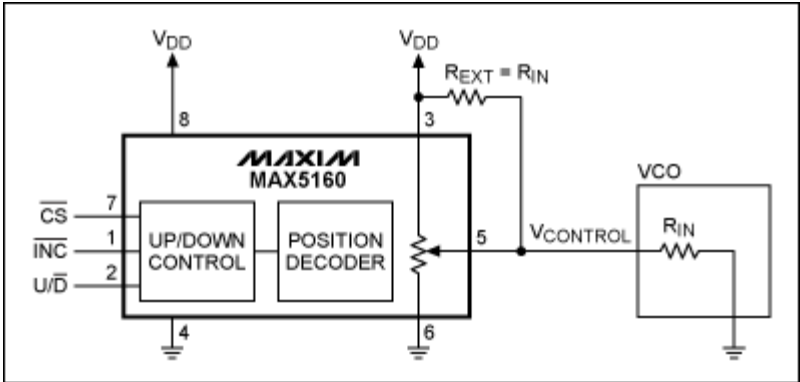 VDD
VDD
REXT = RIN
8
3
MAXIM
MAX5160
VCO
CS
7
INC
1
U/D
2
UP/DOWN
CONTROL
POSITION
DECODER
5
VCONTROL
RIN
4
6